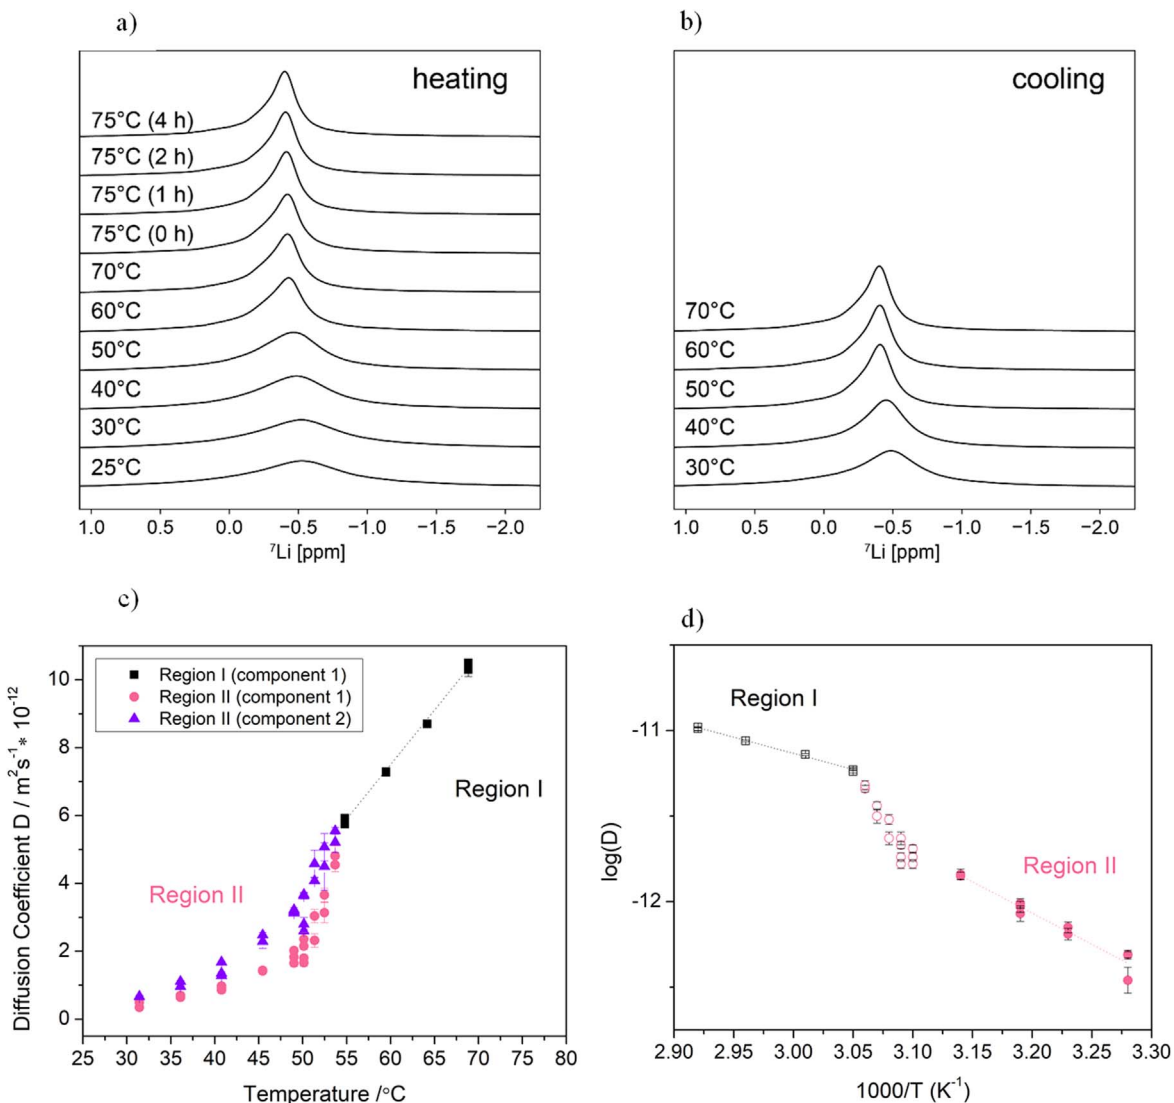 a)
heating
75°C (4 h)
75°C (2 h)
75°C (1 h)
75°C (0 h)
70°C
60°C
50°C
40°C
30°C
25°C
1.0 0.5 0.0 −0.5 −1.0 −1.5 −2.0
⁷Li [ppm]
b)
cooling
70°C
60°C
50°C
40°C
30°C
1.0 0.5 0.0 −0.5 −1.0 −1.5 −2.0
⁷Li [ppm]
c)
Diffusion Coefficient D / m²s⁻¹* 10⁻¹²
10
8
6
4
2
0
Region I (component 1)
Region II (component 1)
Region II (component 2)
Region I
Region II
25 30 35 40 45 50 55 60 65 70 75 80
Temperature /°C
d)
log(D)
-11
-12
Region I
Region II
2.90 2.95 3.00 3.05 3.10 3.15 3.20 3.25 3.30
1000/T (K⁻¹)